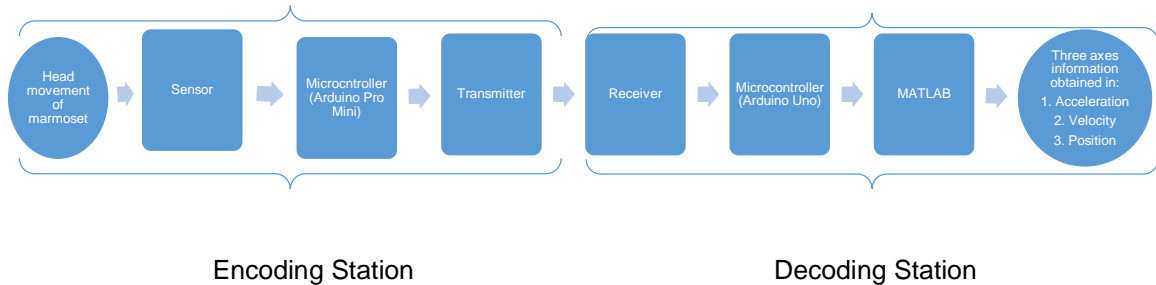 Head
movement of
marmoset
Sensor
Microcntroller
(Arduino Pro
Mini)
Transmitter
Receiver
Microcontroller
(Arduino Uno)
MATLAB
Three axes
information
obtained in:
1. Acceleration
2. Velocity
3. Position
Encoding Station
Decoding Station